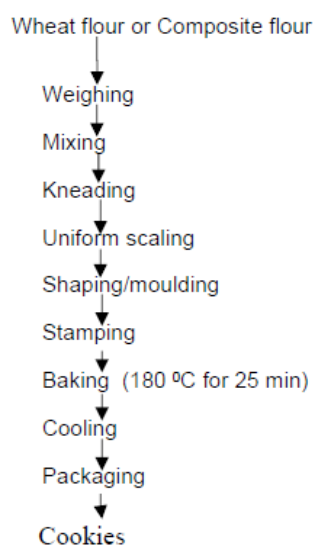 Wheat flour or Composite flour
Weighing
Mixing
Kneading
Uniform scaling
Shaping/moulding
Stamping
Baking (180 ºC for 25 min)
Cooling
Packaging
Cookies